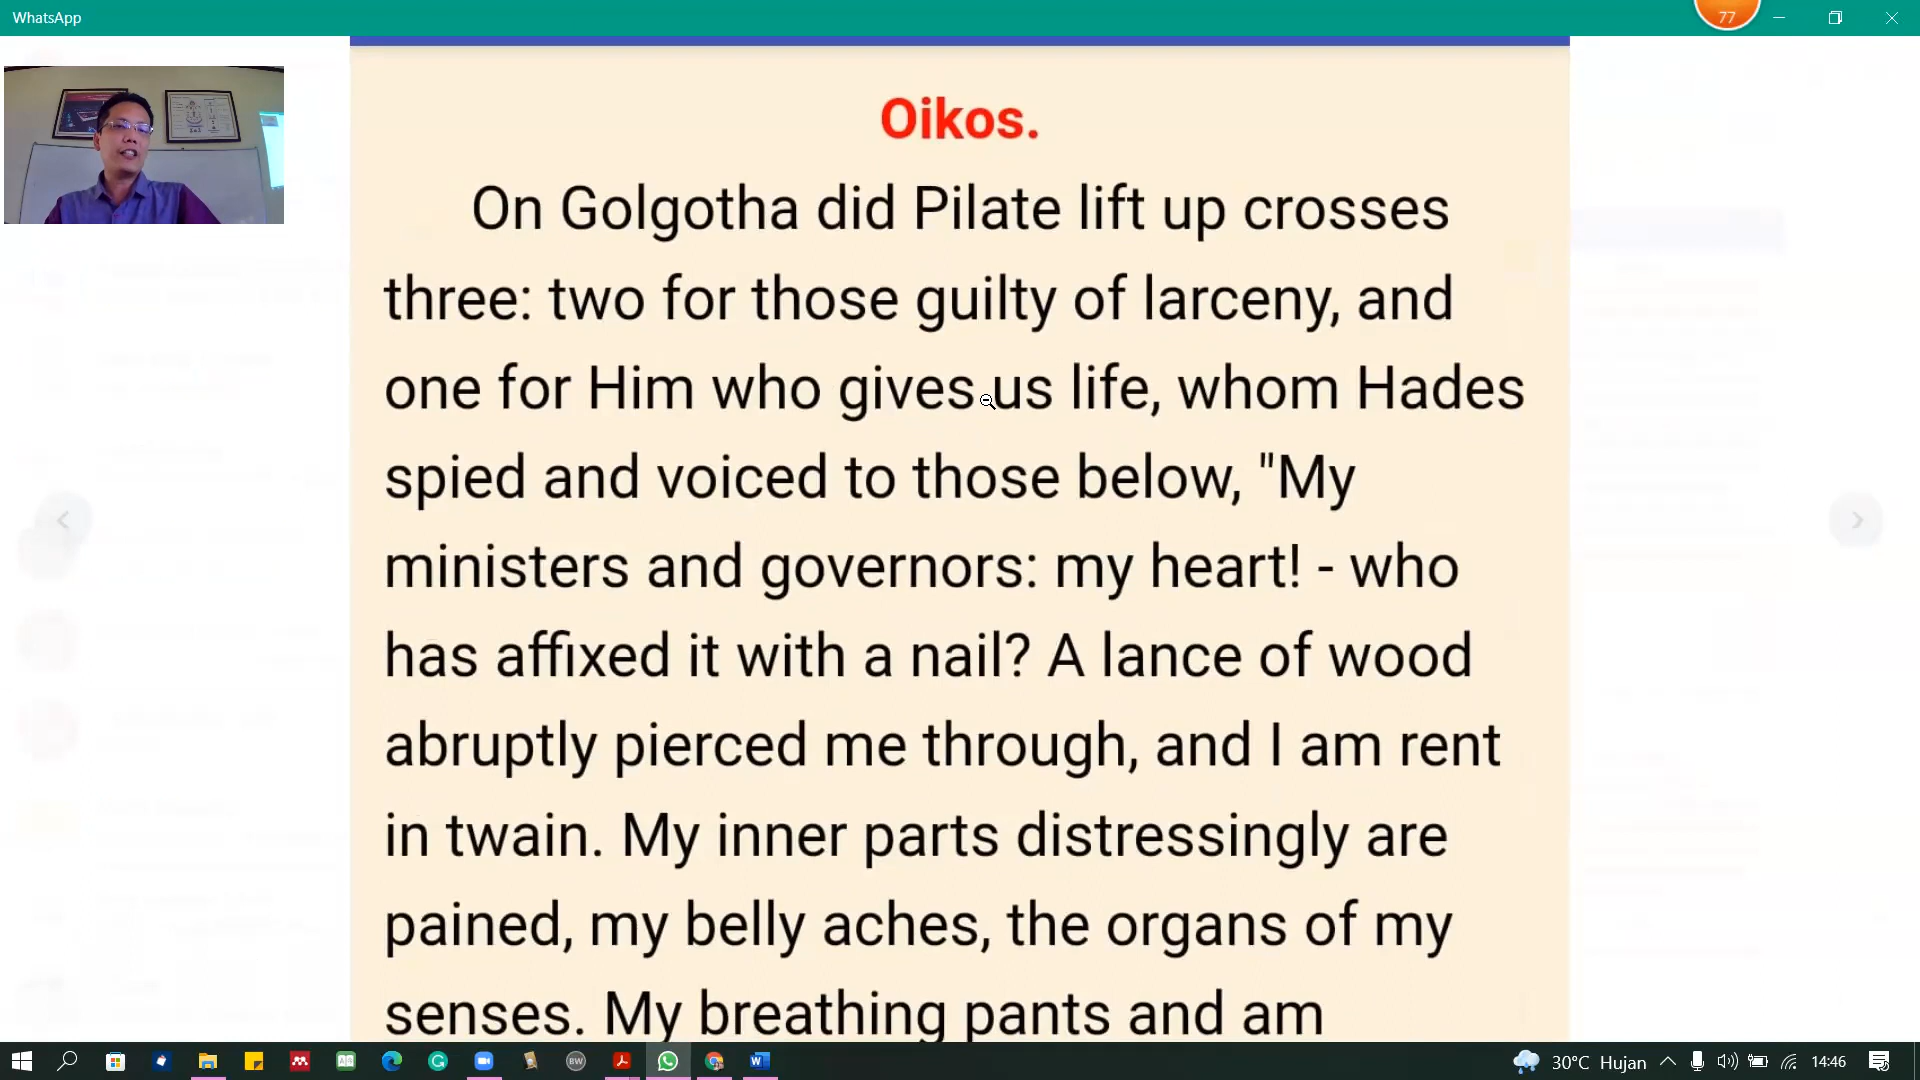 WhatsApp
77
Oikos.
On Golgotha did Pilate lift up crosses
three: two for those guilty of larceny, and
one for Him who gives us life, whom Hades
spied and voiced to those below, "My
ministers and governors: my heart! - who
has affixed it with a nail? A lance of wood
abruptly pierced me through, and I am rent
in twain. My inner parts distressingly are
pained, my belly aches, the organs of my
senses. My breathing pants and am
BW
30°C Hujan
14:46